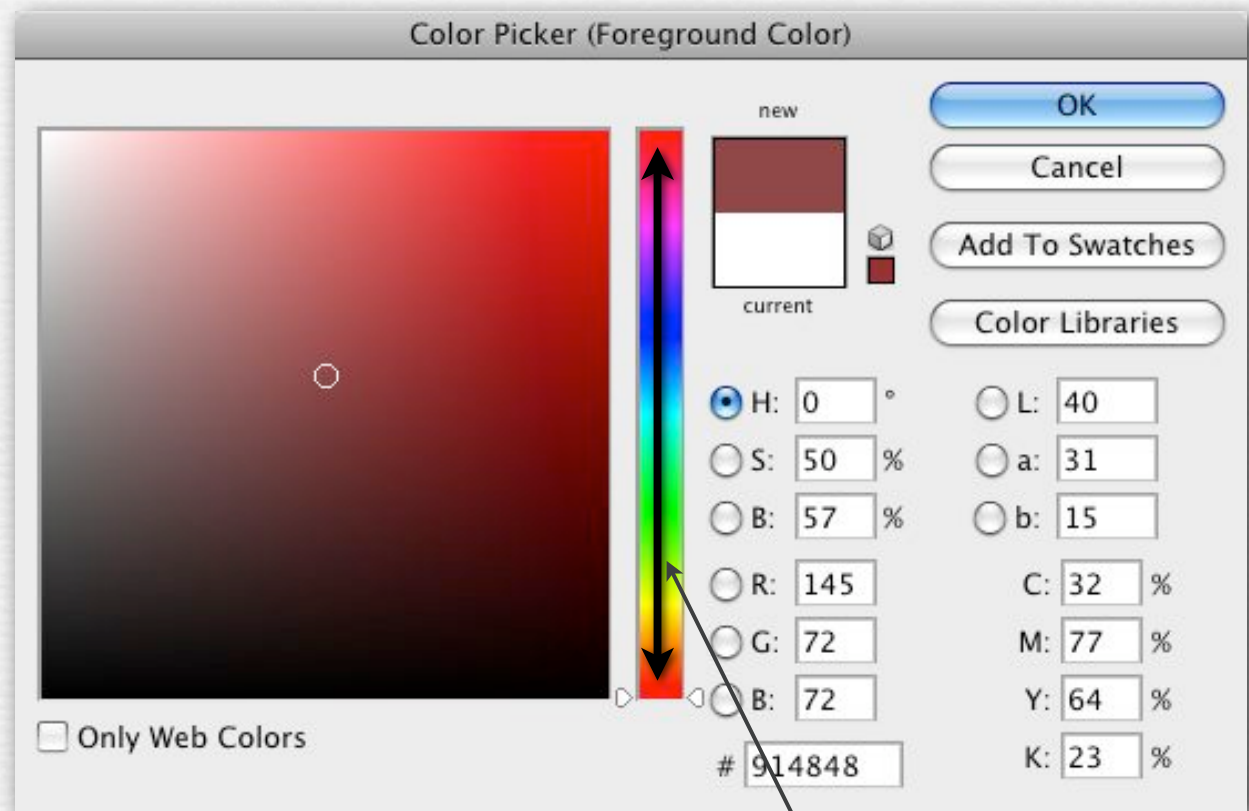 Color Picker (Foreground Color)
new
current
OK
Cancel
Add To Swatches
Color Libraries
H: 0 °
S: 50 %
B: 57 %
R: 145
G: 72
B: 72
# 914848
L: 40
a: 31
b: 15
C: 32 %
M: 77 %
Y: 64 %
K: 23 %
Only Web Colors